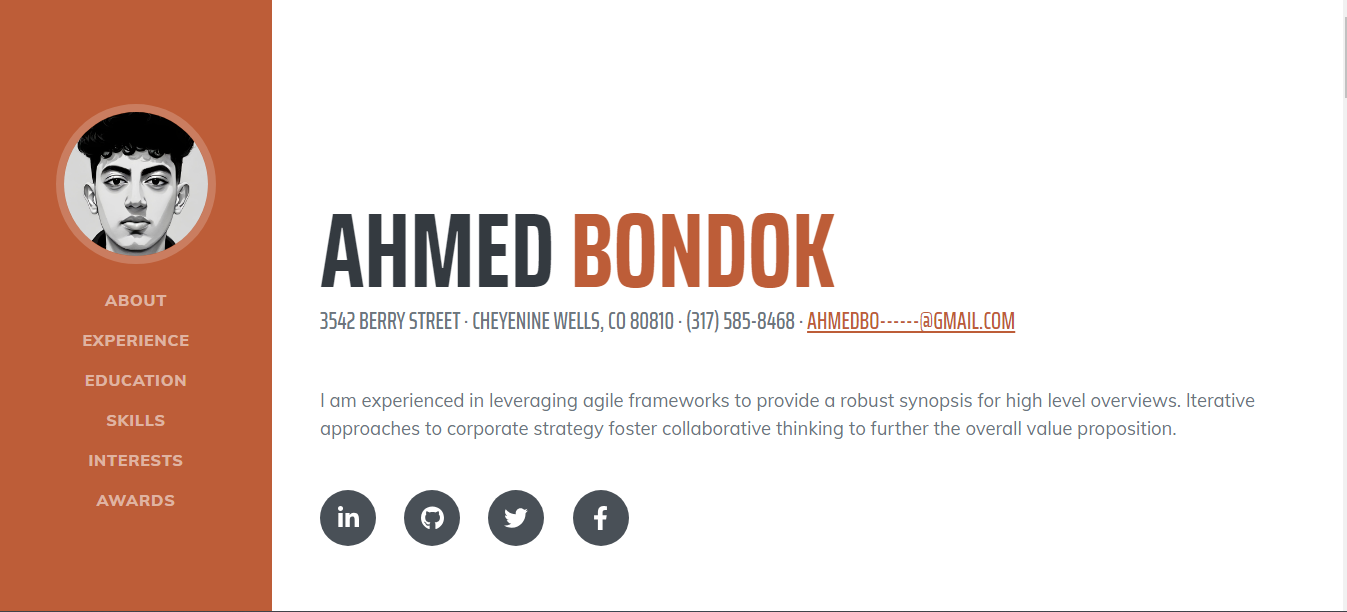 ABOUT
EXPERIENCE
EDUCATION
SKILLS
INTERESTS
AWARDS
AHMED BONDOK
3542 BERRY STREET · CHEYENINE WELLS, CO 80810 · (317) 585-8468 · AHMEDBO------@GMAIL.COM
I am experienced in leveraging agile frameworks to provide a robust synopsis for high level overviews. Iterative
approaches to corporate strategy foster collaborative thinking to further the overall value proposition.